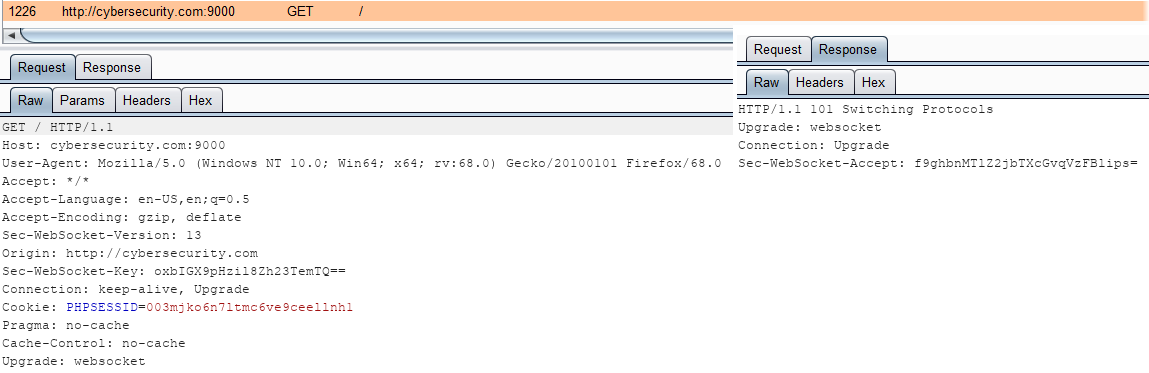 1226 http://cybersecurity.com:9000 GET /
Request Response
Raw Params Headers Hex
GET / HTTP/1.1
Host: cybersecurity.com:9000
User-Agent: Mozilla/5.0 (Windows NT 10.0; Win64; x64; rv:68.0) Gecko/20100101 Firefox/68.0
Accept: */*
Accept-Language: en-US,en;q=0.5
Accept-Encoding: gzip, deflate
Sec-WebSocket-Version: 13
Origin: http://cybersecurity.com
Sec-WebSocket-Key: oxbIGX9pHzil8Zh23TemTQ==
Connection: keep-alive, Upgrade
Cookie: PHPSESSID=003mjko6n7ltmc6ve9ceellnhl
Pragma: no-cache
Cache-Control: no-cache
Upgrade: websocket
Request Response
Raw Headers Hex
HTTP/1.1 101 Switching Protocols
Upgrade: websocket
Connection: Upgrade
Sec-WebSocket-Accept: f9ghbnMTlZ2jbTXcGvqVzFBlips=